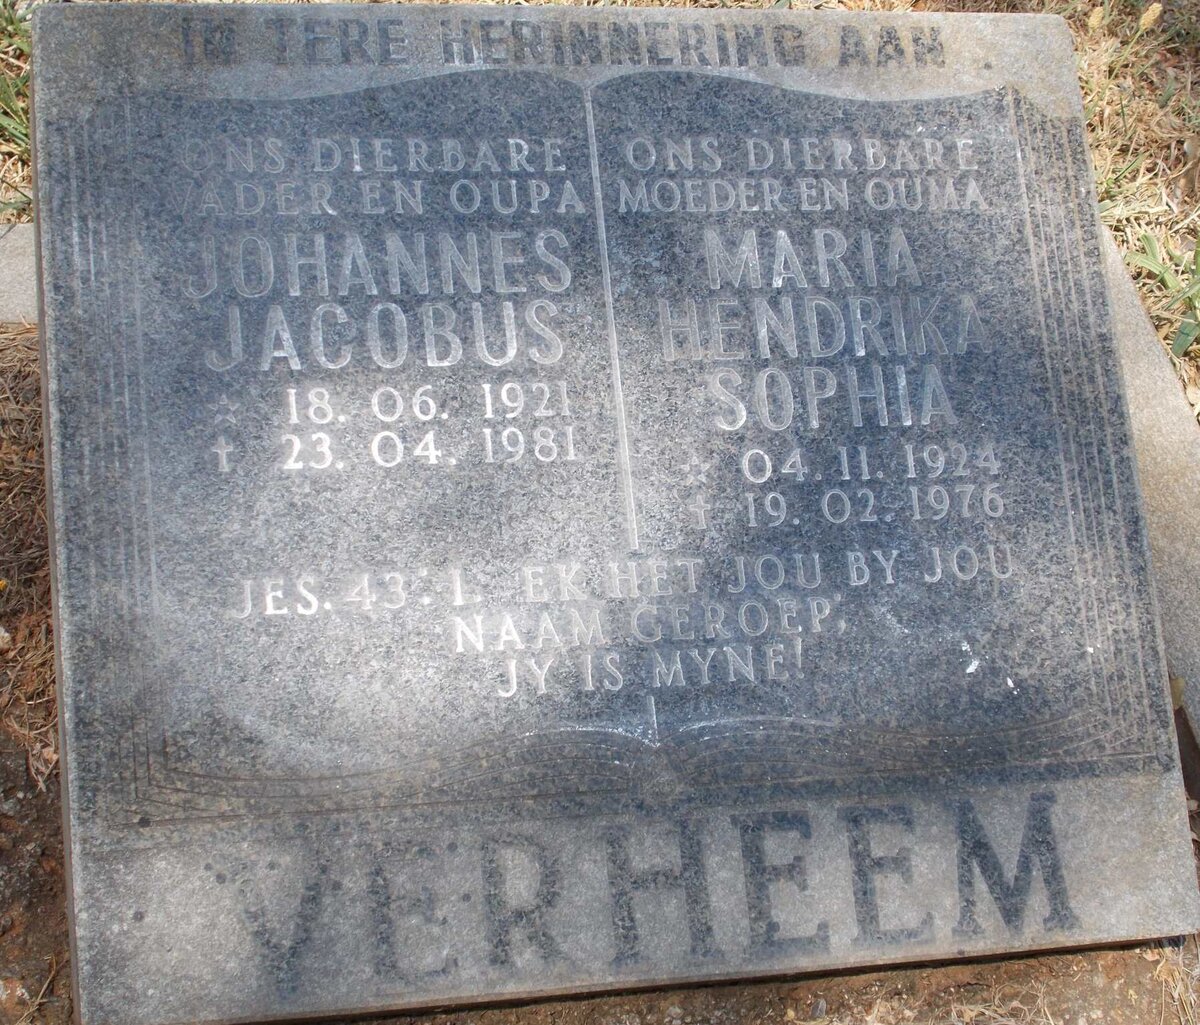 IN TERE HERINNERING AAN
ONS DIERBARE
VADER EN OUPA
JOHANNES
JACOBUS
☆ 18. 06. 1921
† 23. 04. 1981
ONS DIERBARE
MOEDER EN OUMA
MARIA
HENDRIKA
SOPHIA
☆ 04. 11. 1924
† 19. 02. 1976
JES. 43:1. EK HET JOU BY JOU
NAAM GEROEP,
JY IS MYNE!
VERHEEM